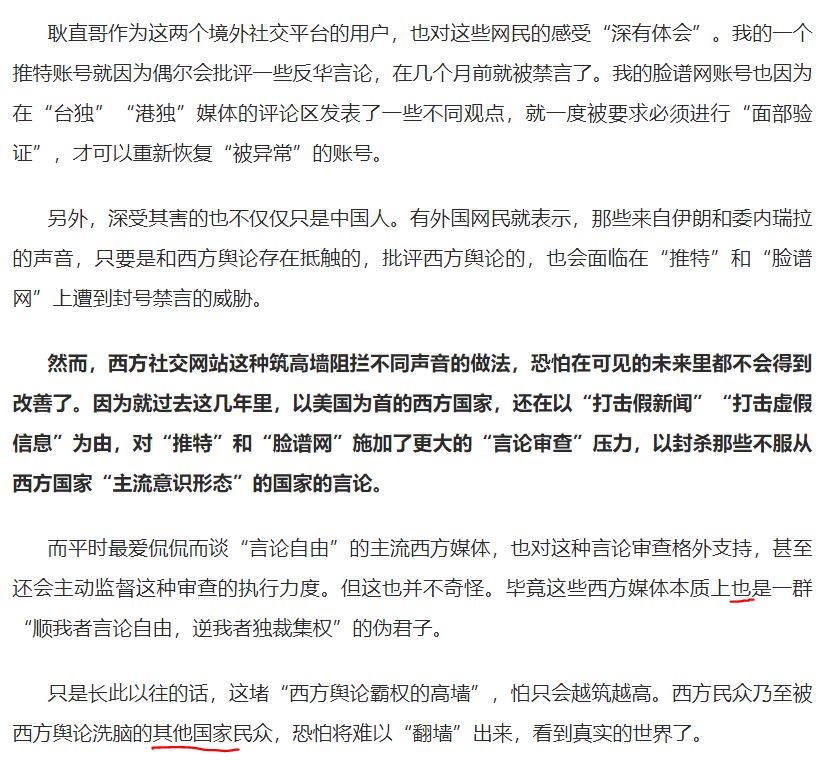 耿直哥作为这两个境外社交平台的用户，也对这些网民的感受“深有体会”。我的一个
推特账号就因为偶尔会批评一些反华言论，在几个月前就被禁言了。我的脸谱网账号也因为
在“台独”“港独”媒体的评论区发表了一些不同观点，就一度被要求必须进行“面部验
证”，才可以重新恢复“被异常”的账号。
另外，深受其害的也不仅仅只是中国人。有外国网民就表示，那些来自伊朗和委内瑞拉
的声音，只要是和西方舆论存在抵触的，批评西方舆论的，也会面临在“推特”和“脸谱
网”上遭到封号禁言的威胁。
然而，西方社交网站这种筑高墙阻拦不同声音的做法，恐怕在可见的未来里都不会得到
改善了。因为就过去这几年里，以美国为首的西方国家，还在以“打击假新闻”“打击虚假
信息”为由，对“推特”和“脸谱网”施加了更大的“言论审查”压力，以封杀那些不服从
西方国家“主流意识形态”的国家的言论。
而平时最爱侃侃而谈“言论自由”的主流西方媒体，也对这种言论审查格外支持，甚至
还会主动监督这种审查的执行力度。但这也并不奇怪。毕竟这些西方媒体本质上也是一群
“顺我者言论自由，逆我者独裁集权”的伪君子。
只是长此以往的话，这堵“西方舆论霸权的高墙”，怕只会越筑越高。西方民众乃至被
西方舆论洗脑的其他国家民众，恐怕将难以“翻墙”出来，看到真实的世界了。